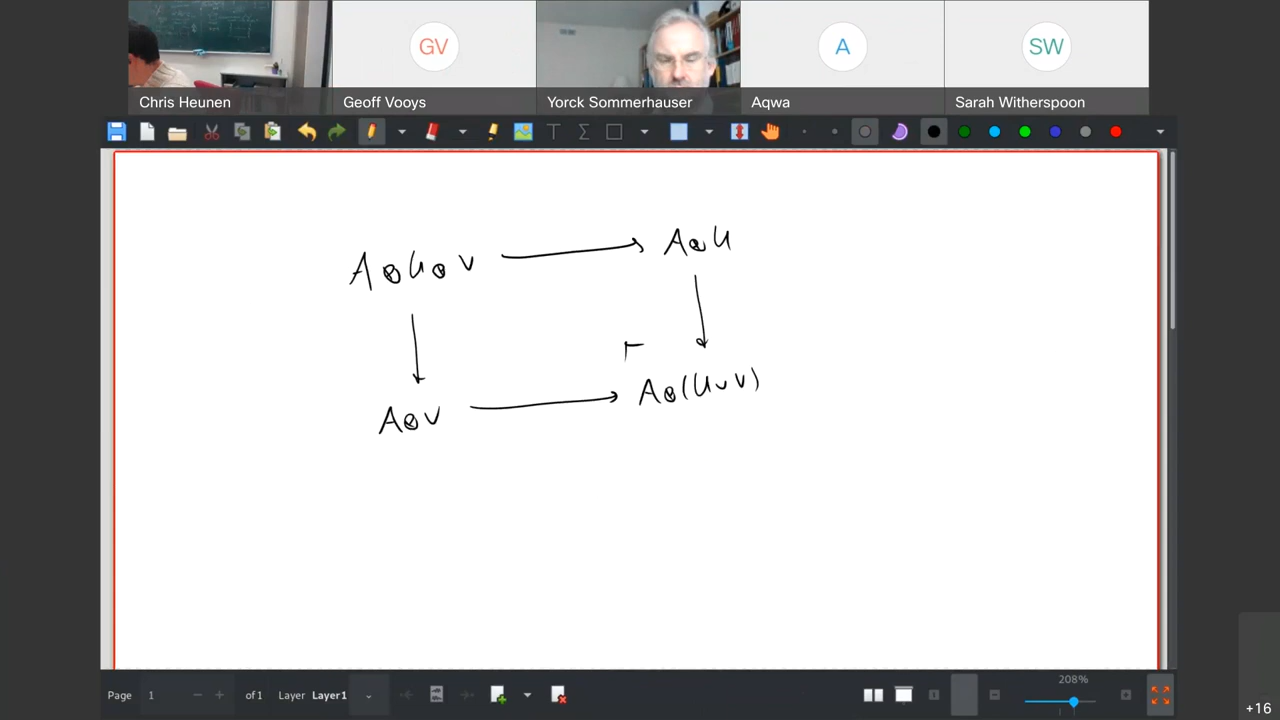 GV
A
SW
Chris Heunen
Geoff Vooys
Yorck Sommerhauser
Aqwa
Sarah Witherspoon
A⊗U⊗V
A⊗U
A⊗V
A⊗(U∨V)
Page 1 of 1 Layer Layer1
208%
+16